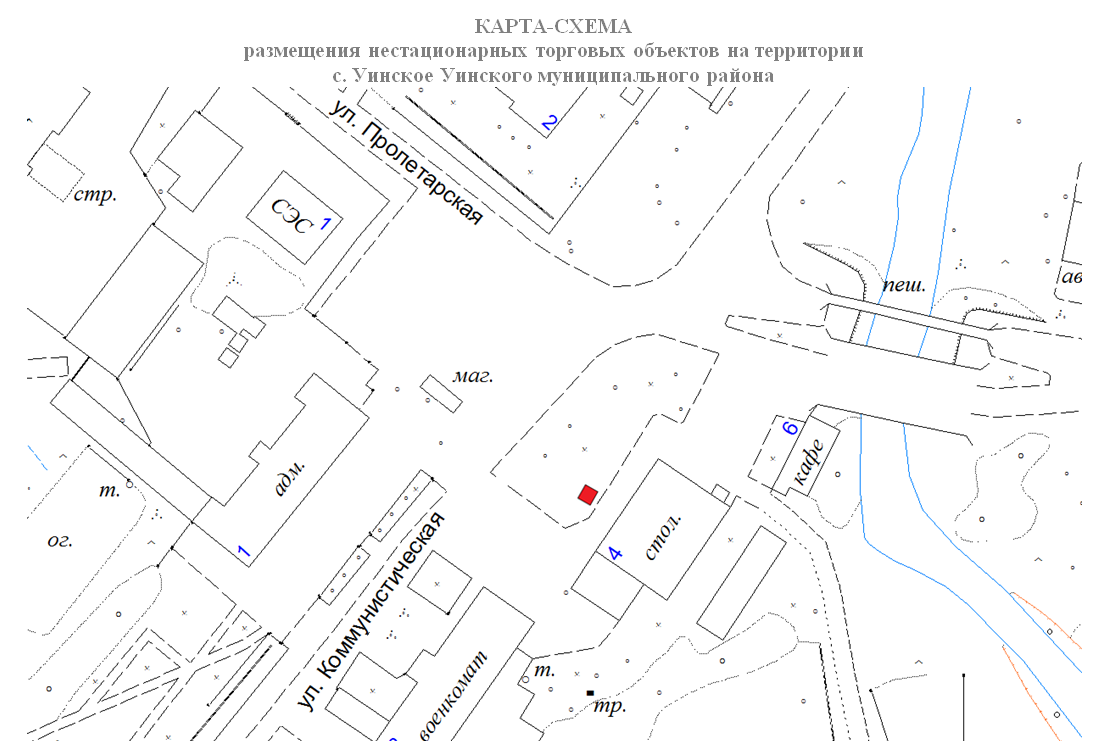 КАРТА-СХЕМА
размещения нестационарных торговых объектов на территории
с. Уинское Уинского муниципального района
ул. Пролетарская
2
стр.
СЭС
1
пеш.
ав
маг.
6
кафе
адм.
т.
ог.
1
стол.
4
ул. Коммунистическая
военкомат
т.
тр.